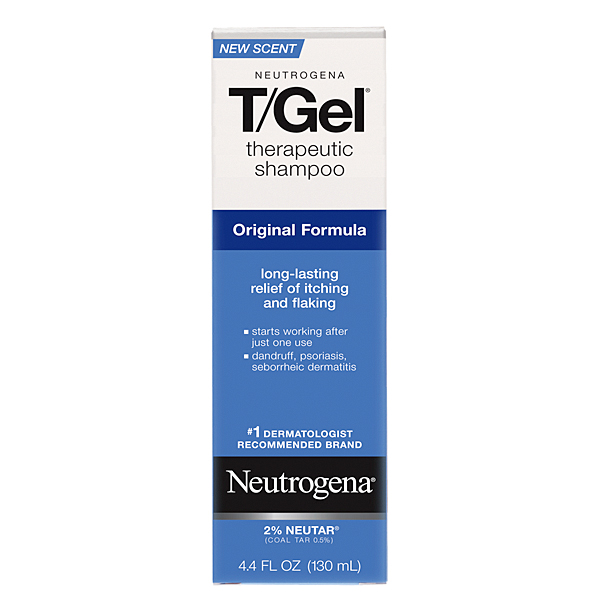 NEW SCENT
NEUTROGENA
T/Gel®
therapeutic
shampoo
Original Formula
long-lasting
relief of itching
and flaking
▪ starts working after
just one use
▪ dandruff, psoriasis,
seborrheic dermatitis
#1 DERMATOLOGIST
RECOMMENDED BRAND
Neutrogena®
2% NEUTAR®
(COAL TAR 0.5%)
4.4 FL OZ (130 mL)